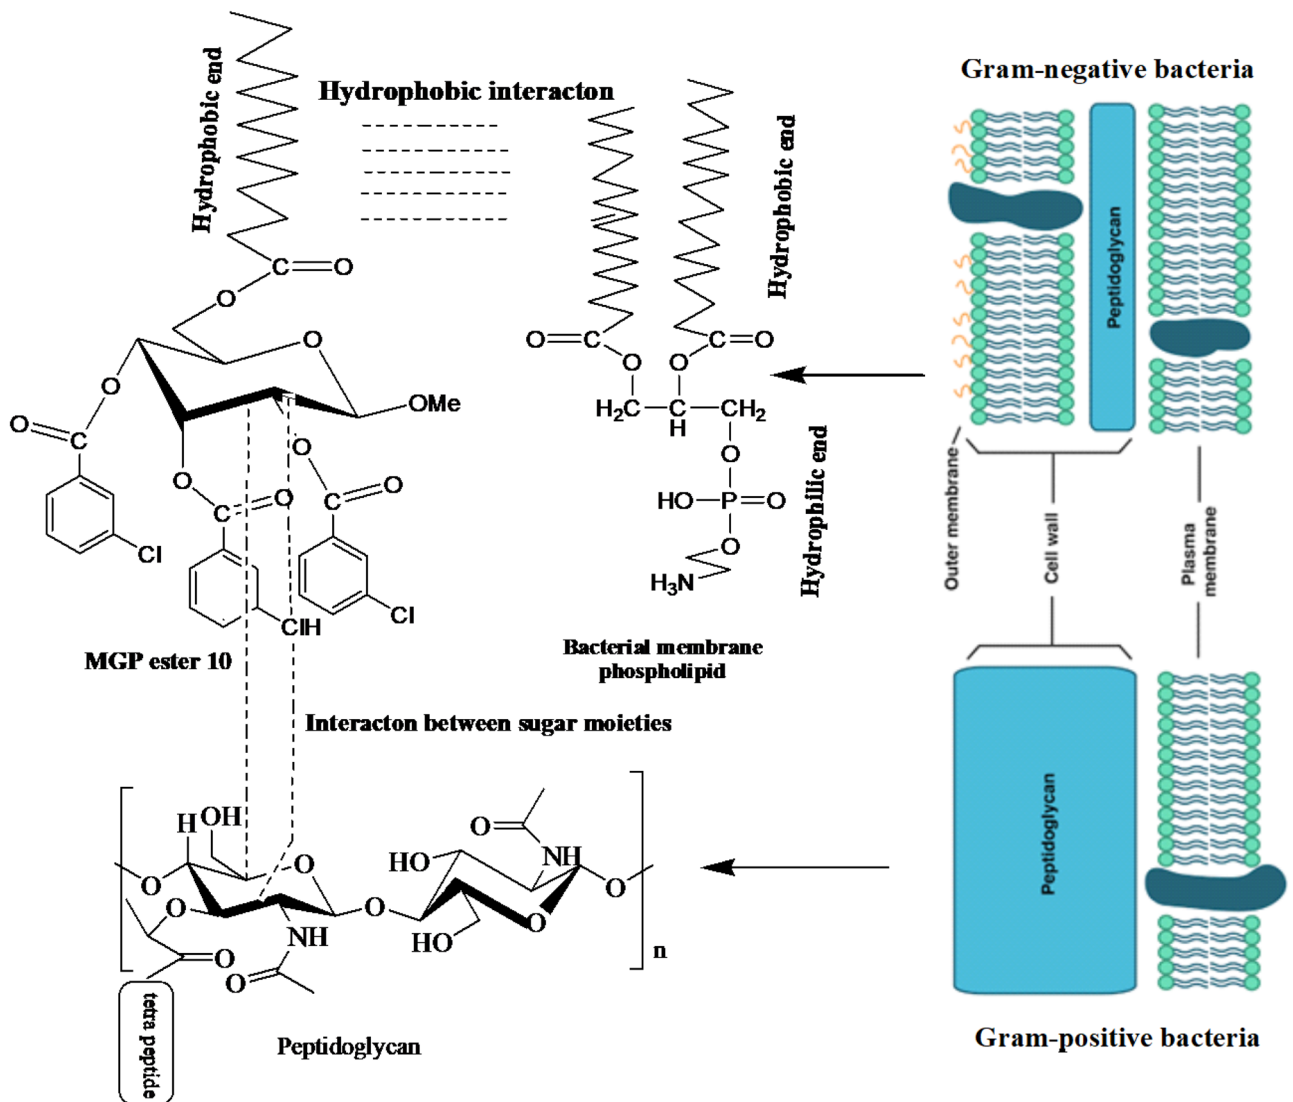 Hydrophobic end
Hydrophobic interacton
Hydrophobic end
Gram-negative bacteria
Peptidoglycan
C
O
O
O
O
OMe
O
C
Cl
O
C
O
ClH
O
C
O
Cl
MGP ester 10
O
C
O
C
O
O
H₂C
C
H
CH₂
O
HO
P
O
O
H₃N
Hydrophilic end
Bacterial membrane
phospholipid
Outer membrane
Cell wall
Plasma
membrane
Interacton between sugar moieties
Peptidoglycan
H
OH
O
O
O
NH
O
O
tetra peptide
O
HO
O
NH
O
HO
O
n
Peptidoglycan
Gram-positive bacteria